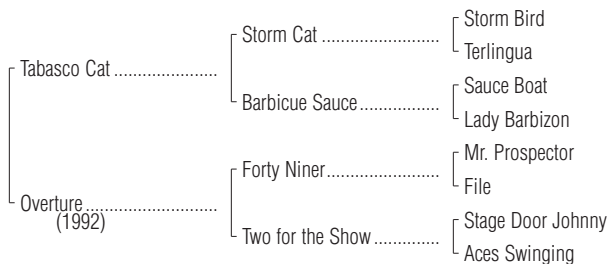 Storm Bird
Storm Cat ......................
Terlingua
Tabasco Cat ...................
Sauce Boat
Barbicue Sauce...............
Lady Barbizon
Mr. Prospector
Forty Niner.....................
File
Overture........................
(1992)
Stage Door Johnny
Two for the Show.............
Aces Swinging